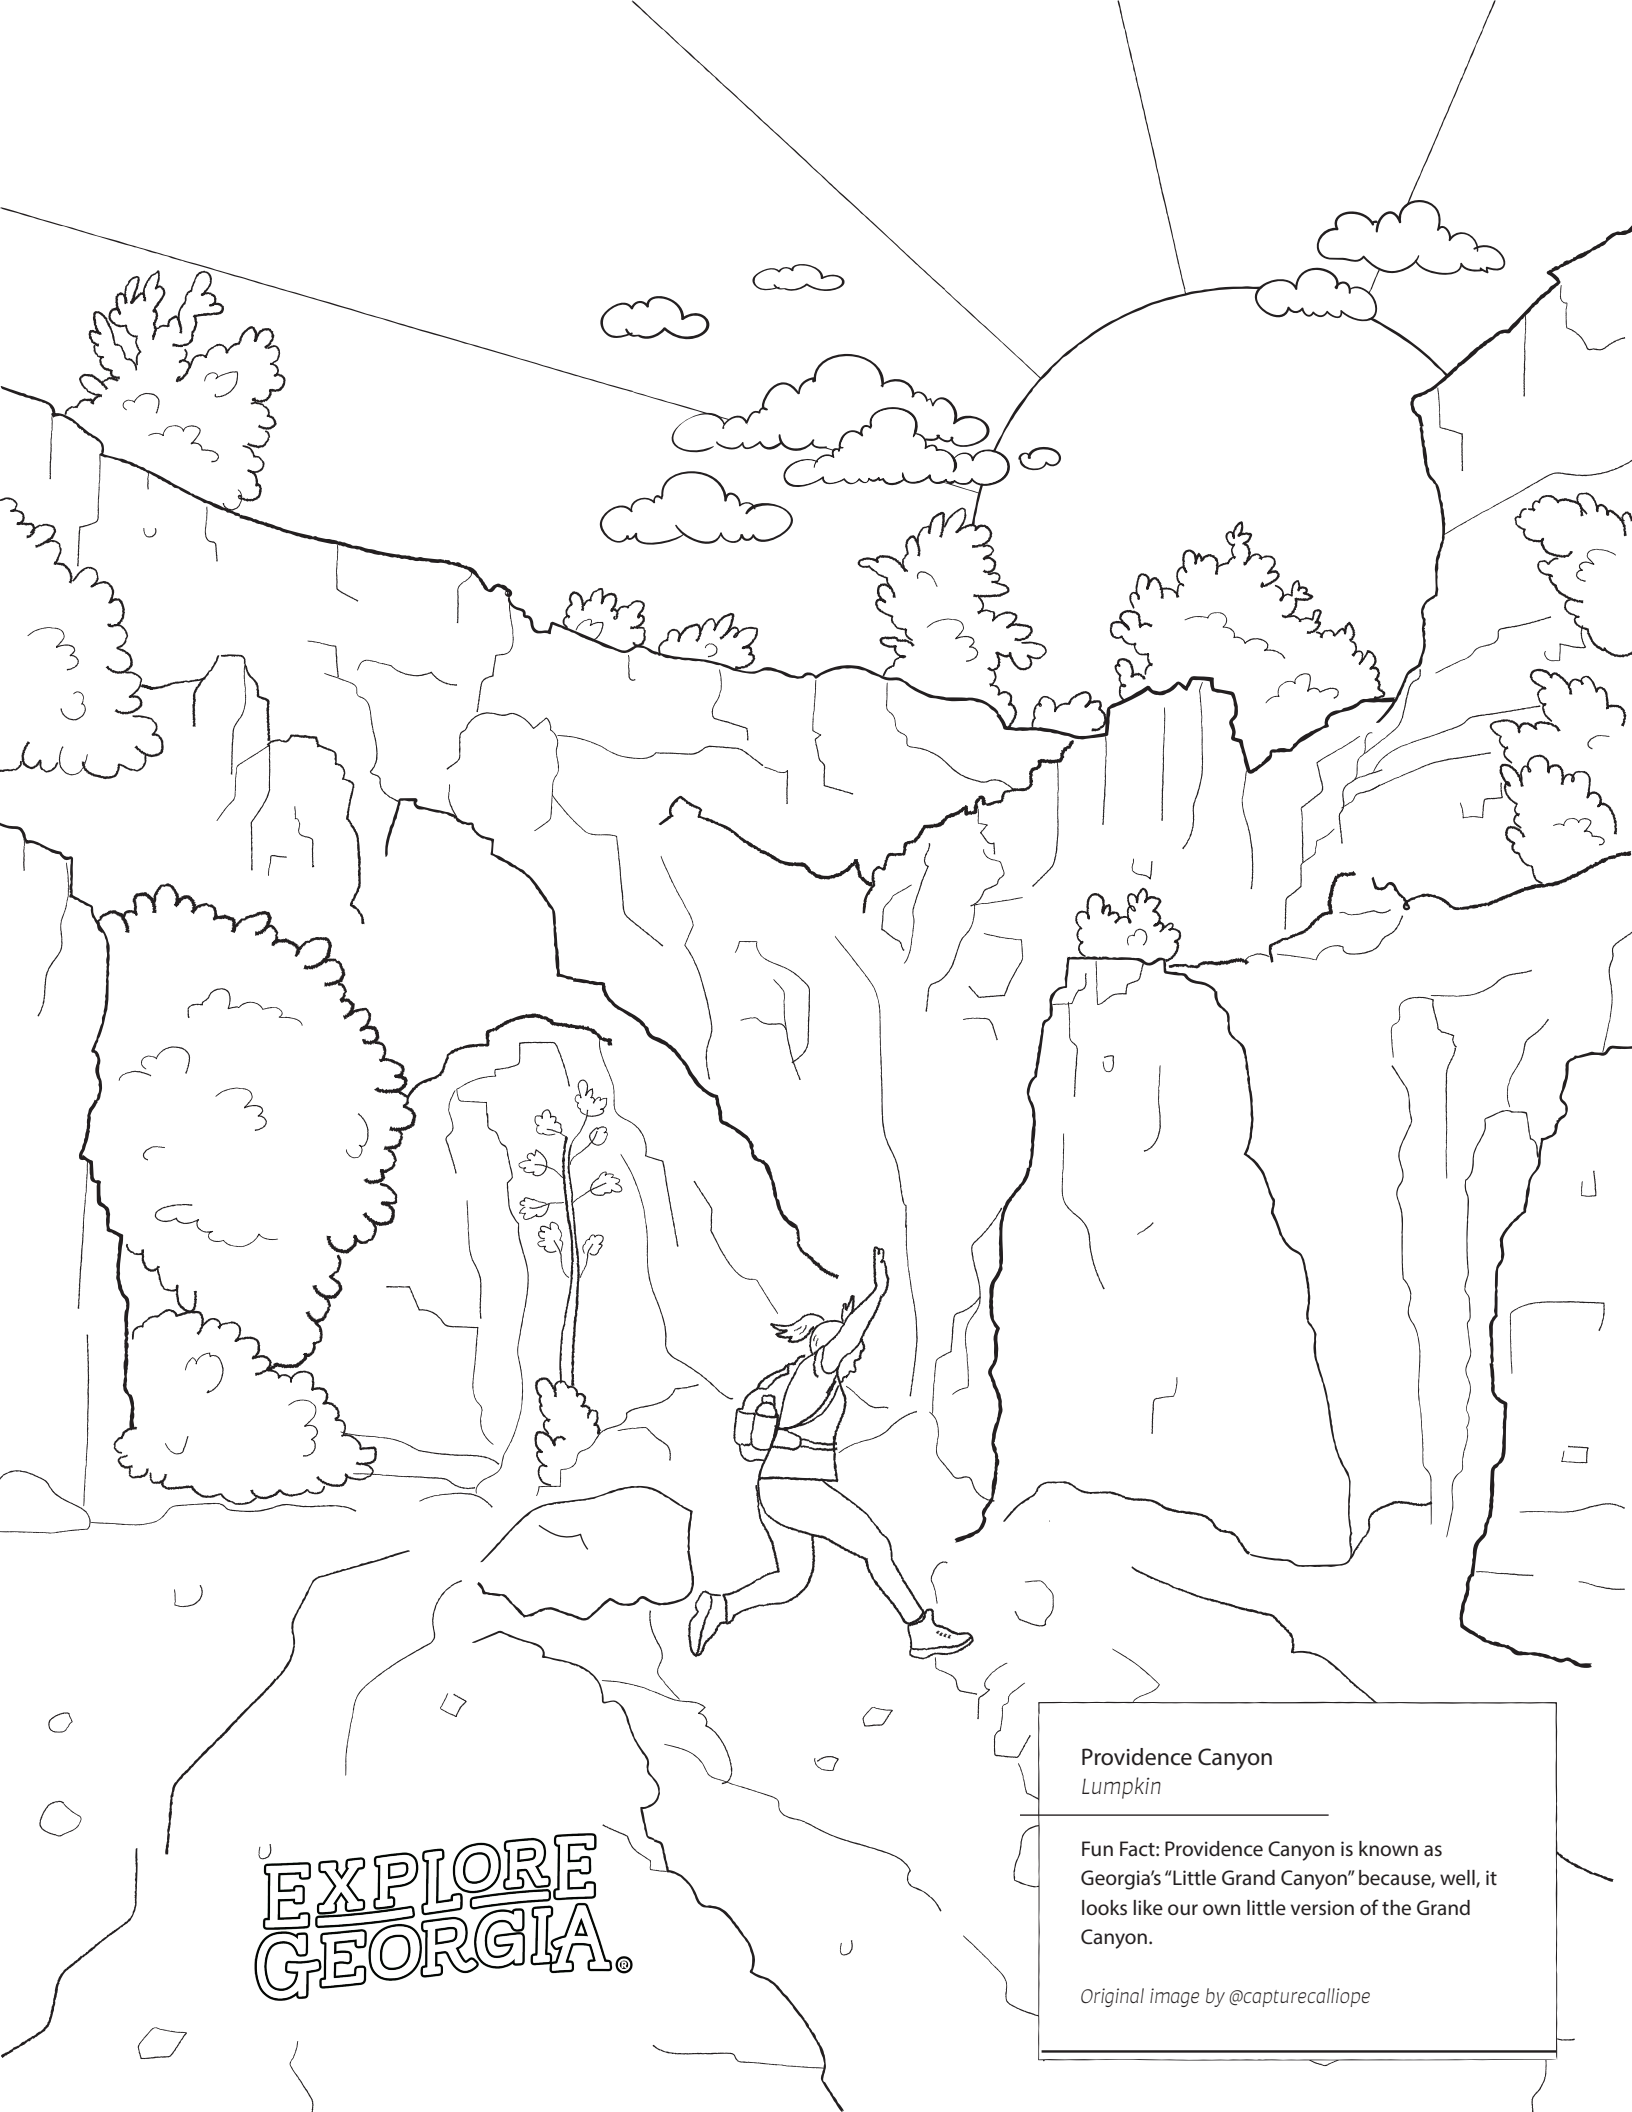 EXPLORE
GEORGIA®
Providence Canyon
Lumpkin
Fun Fact: Providence Canyon is known as
Georgia's “Little Grand Canyon” because, well, it
looks like our own little version of the Grand
Canyon.
Original image by @capturecalliope